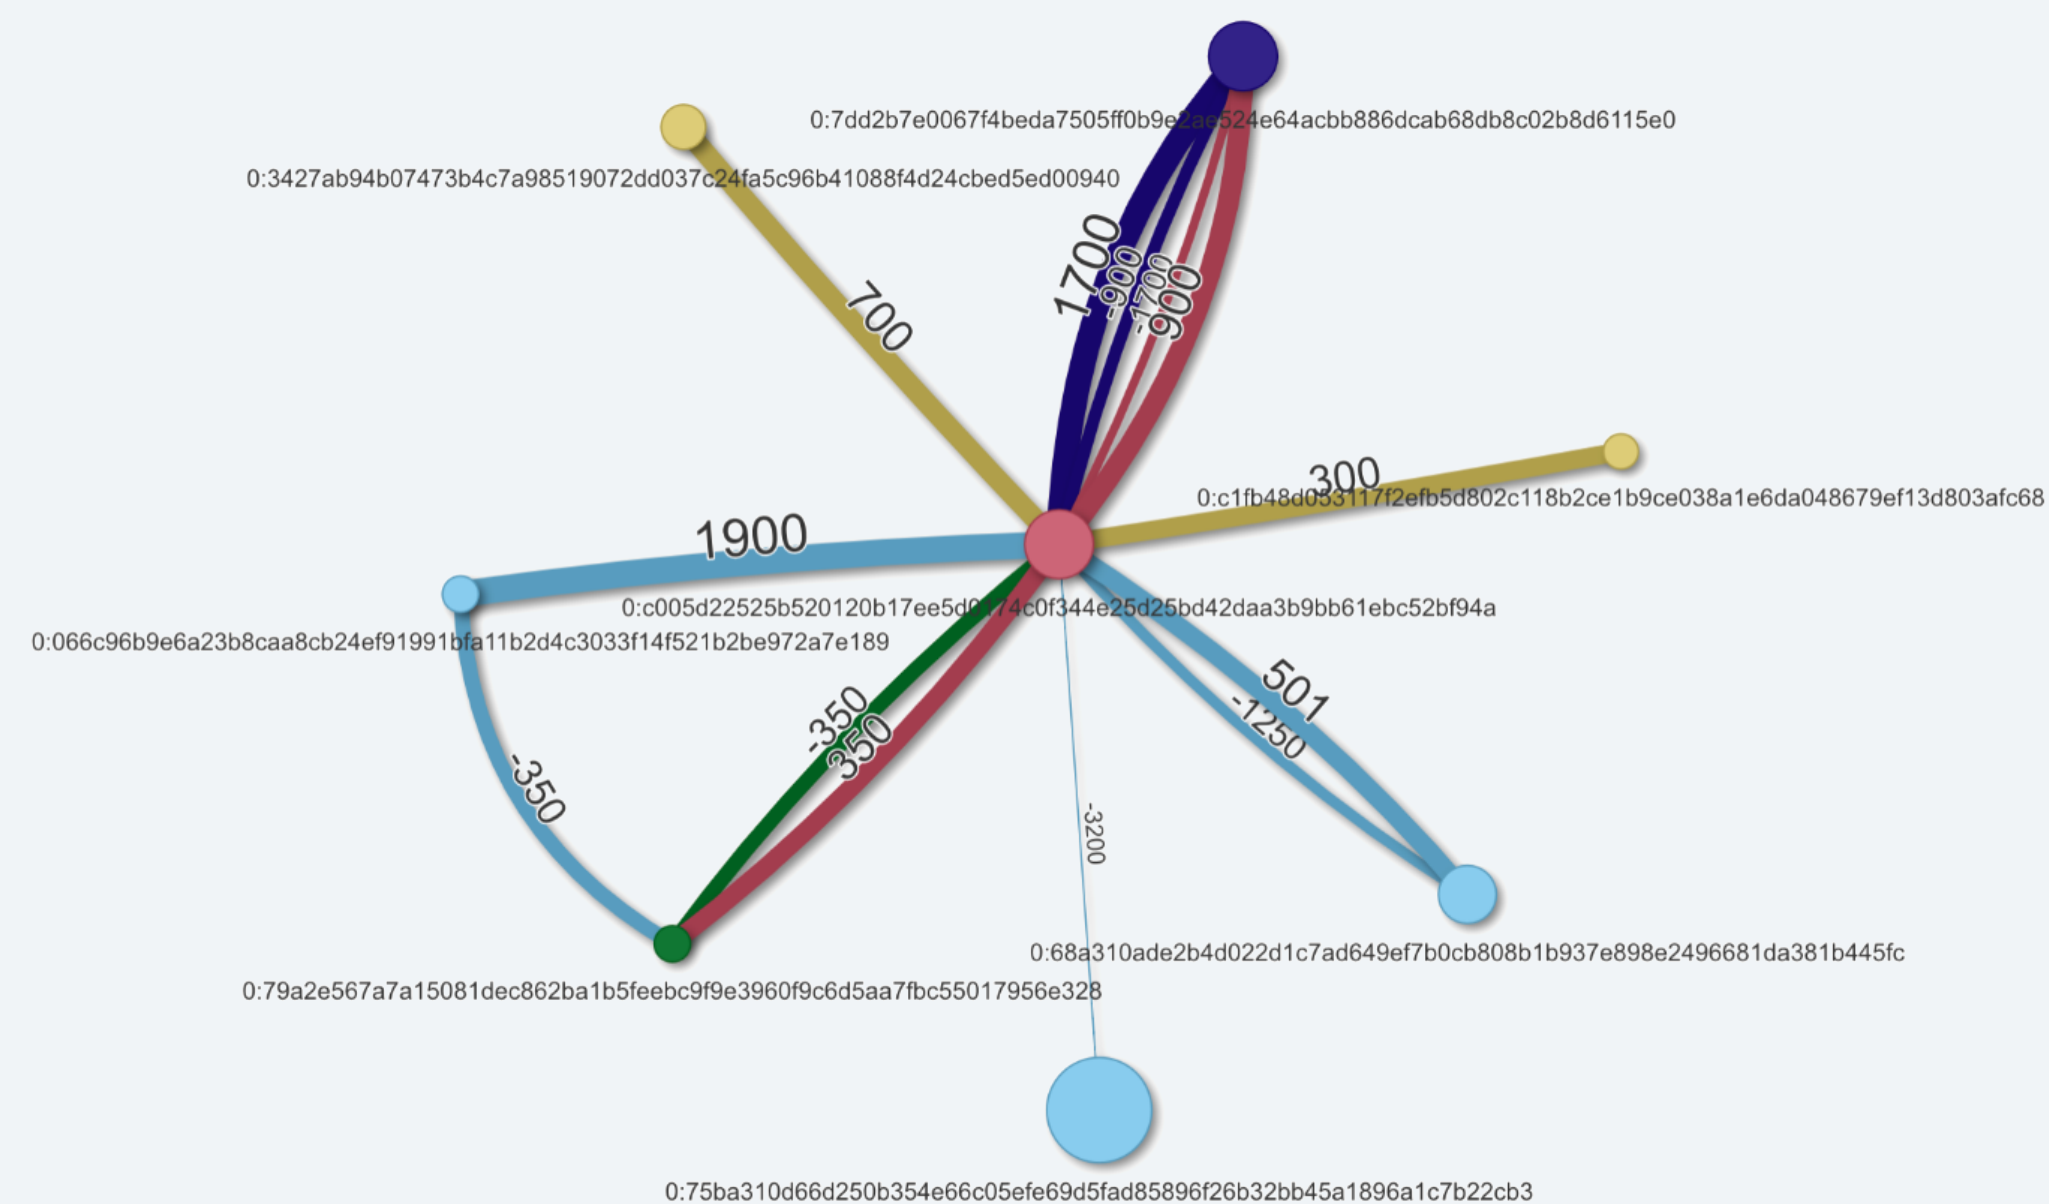 0:7dd2b7e0067f4beda7505ff0b9e2ae524e64acbb886dcab68db8c02b8d6115e0
0:3427ab94b07473b4c7a98519072dd037c24fa5c96b41088f4d24cbed5ed00940
1700
-900
-1700
900
700
300
0:c1fb48d053117f2efb5d802c118b2ce1b9ce038a1e6da048679ef13d803afc68
1900
0:c005d22525b520120b17ee5d0174c0f344e25d25bd42daa3b9bb61ebc52bf94a
0:066c96b9e6a23b8caa8cb24ef91991bfa11b2d4c3033f14f521b2be972a7e189
501
-1250
-350
350
-350
-3200
0:68a310ade2b4d022d1c7ad649ef7b0cb808b1b937e898e2496681da381b445fc
0:79a2e567a7a15081dec862ba1b5feebc9f9e3960f9c6d5aa7fbc55017956e328
0:75ba310d66d250b354e66c05efe69d5fad85896f26b32bb45a1896a1c7b22cb3